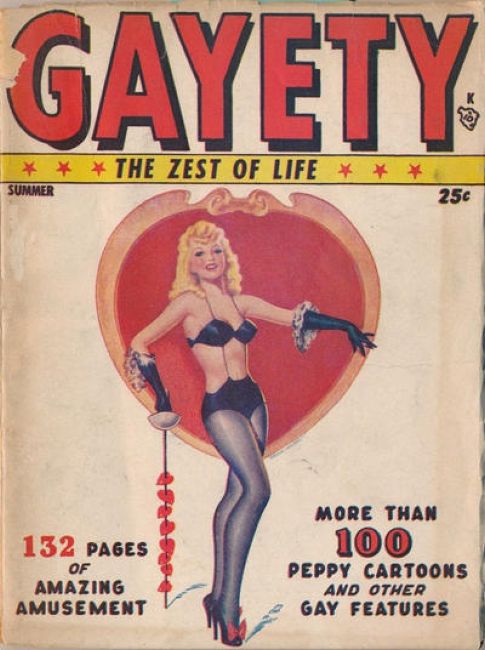 GAYETY
K
THE ZEST OF LIFE
SUMMER
25¢
132 PAGES
OF
AMAZING
AMUSEMENT
MORE THAN
100
PEPPY CARTOONS
AND OTHER
GAY FEATURES